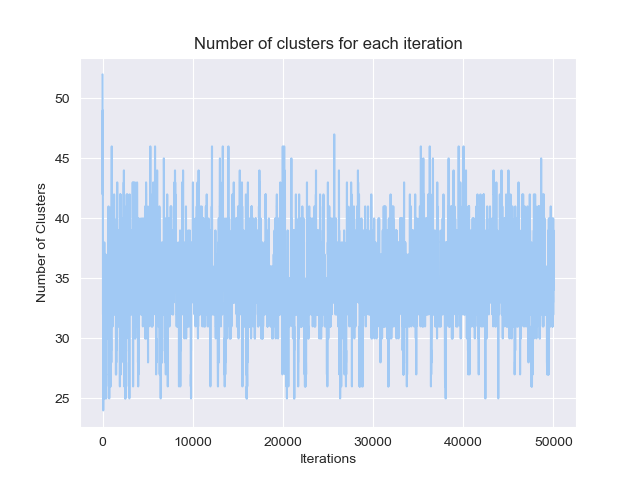 Number of clusters for each iteration
50
45
40
35
30
25
Number of Clusters
0 10000 20000 30000 40000 50000
Iterations